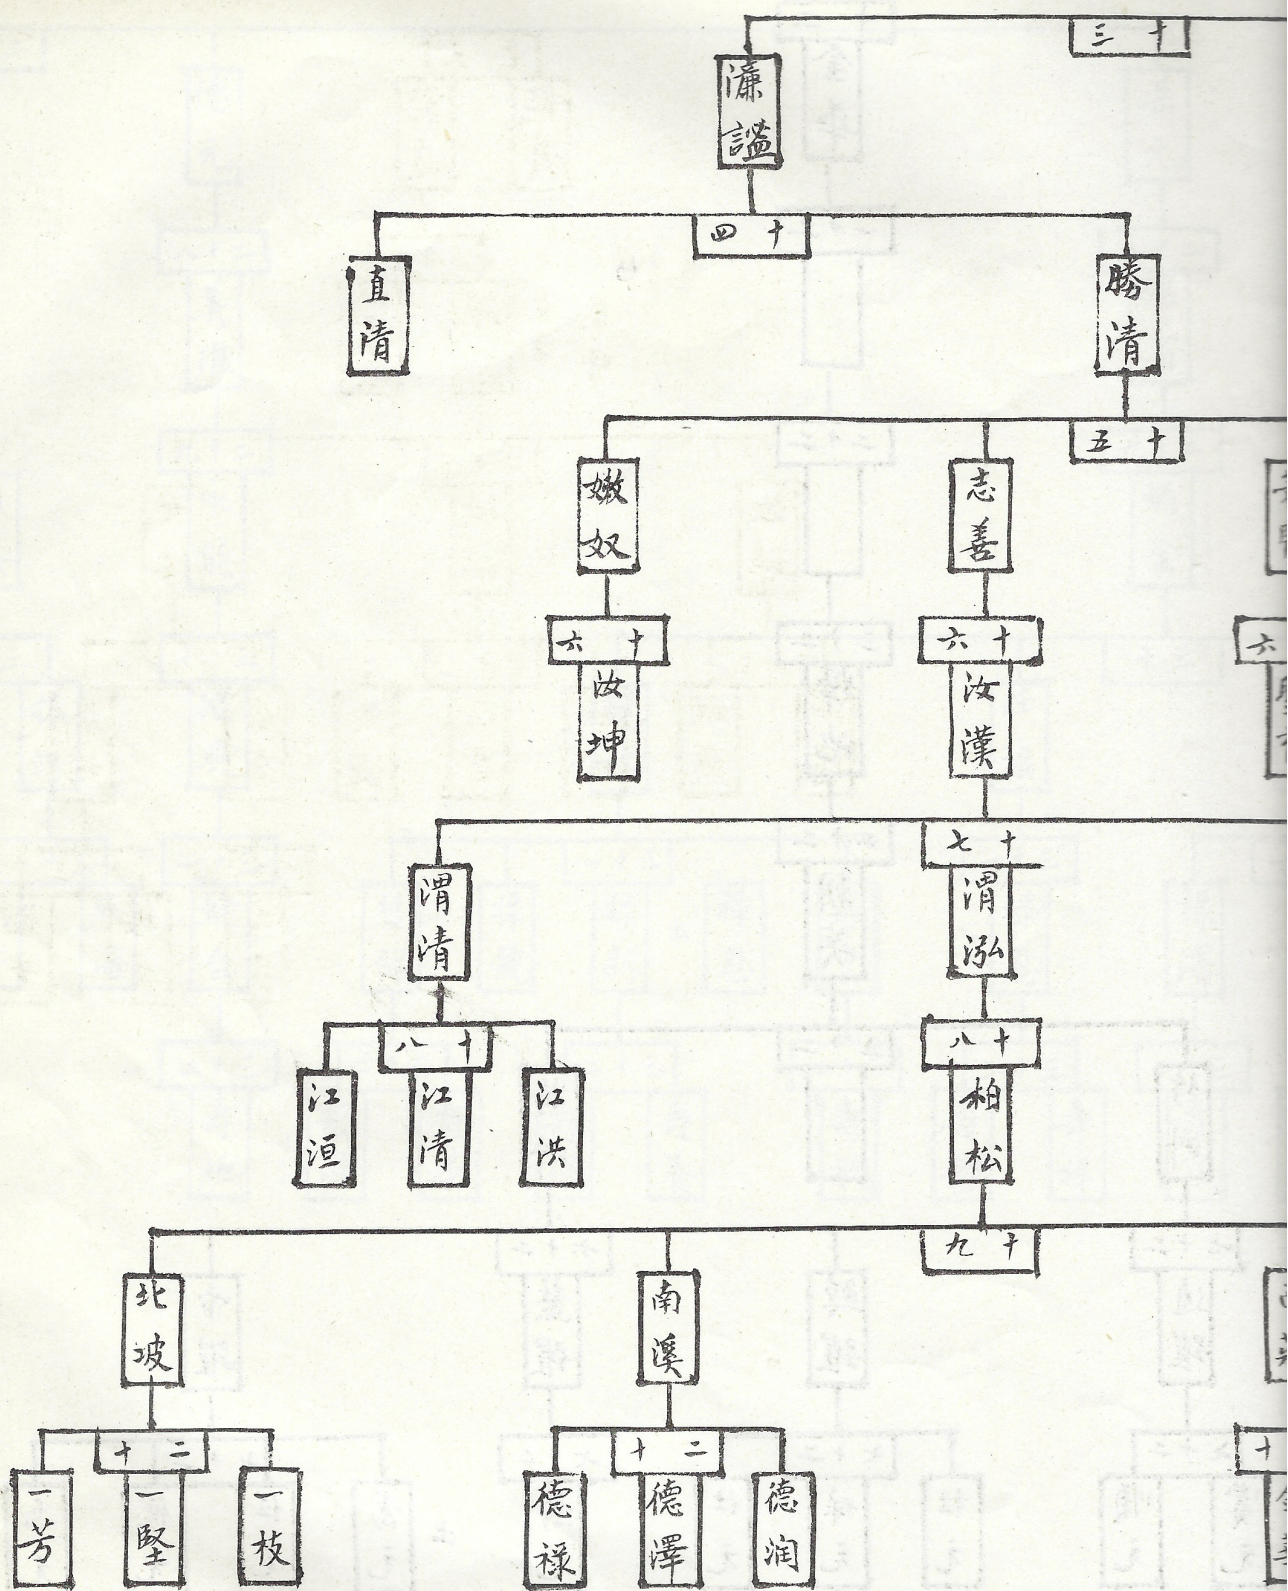 十三
濂謐
十四
勝清
直清
十五
志善
嫩奴
六
十六
十六
汝漢
汝坤
十七
渭泓
渭清
十八
十八
柏松
江洪
江清
江洹
十九
南溪
北坡
十
二十
二十
德润
德澤
德禄
一枝
一堅
一芳